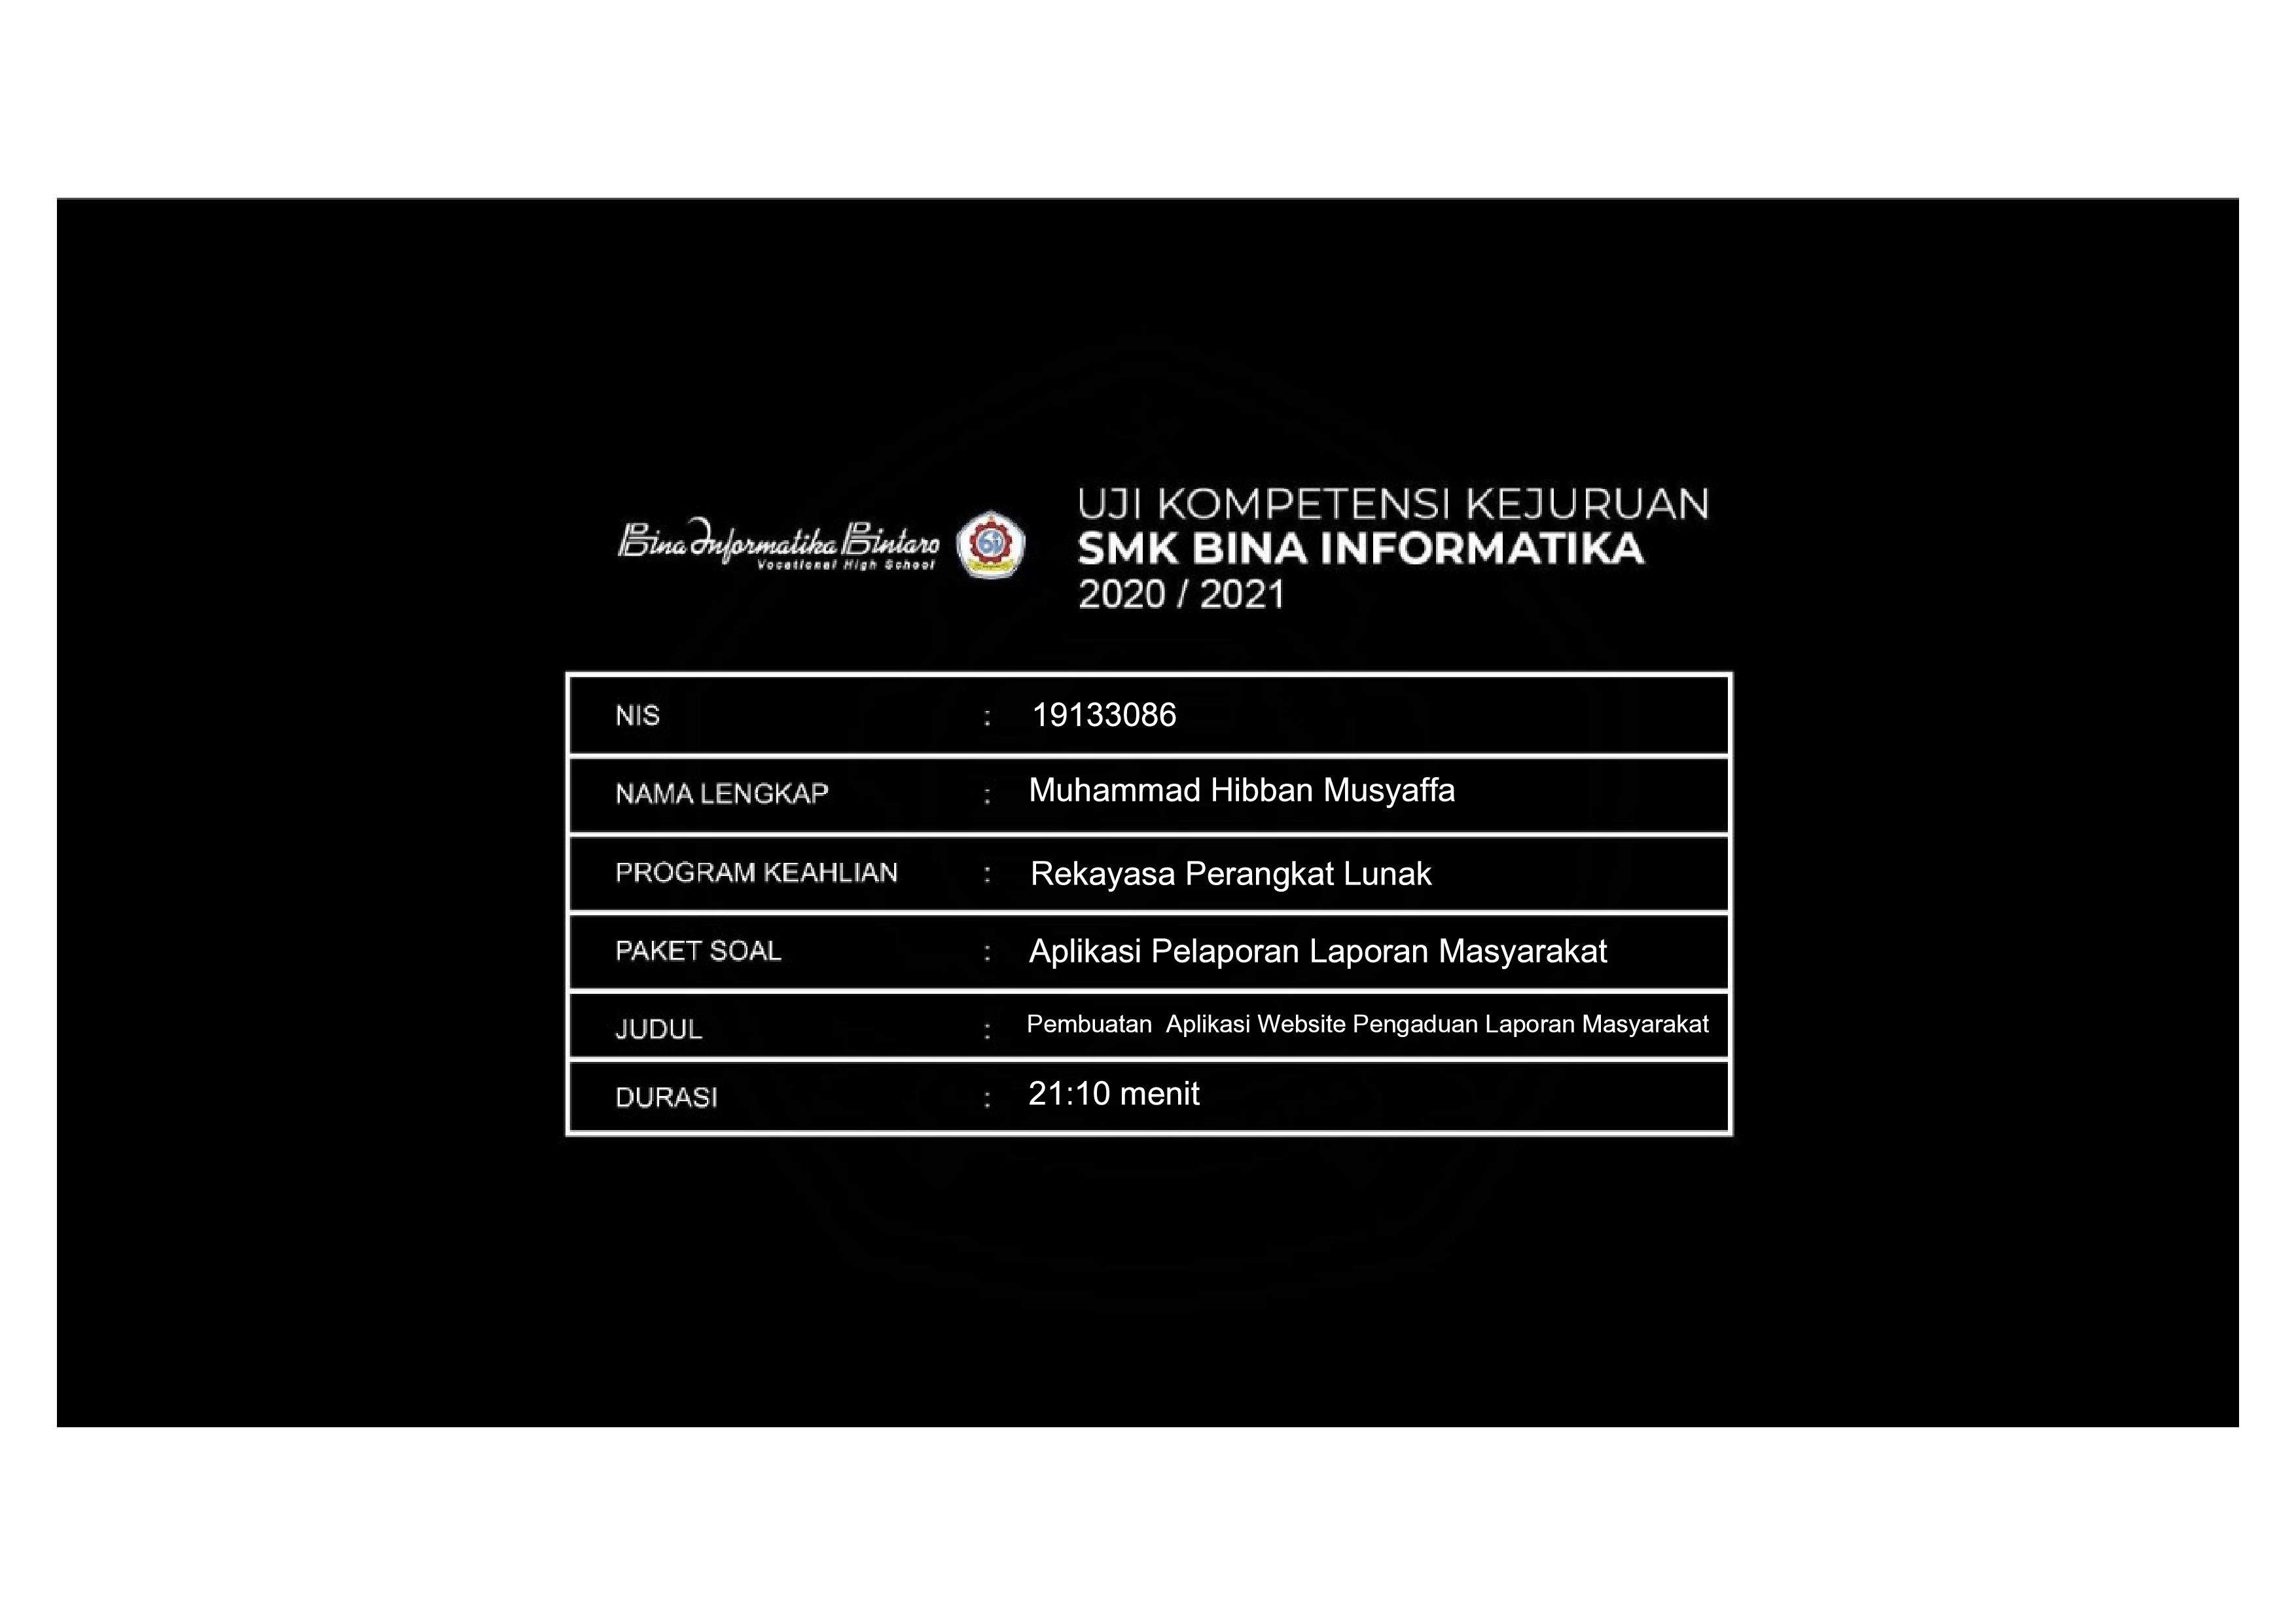 Bina Informatika Bintaro
Vocational High School
UJI KOMPETENSI KEJURUAN
SMK BINA INFORMATIKA
2020 / 2021
NIS : 19133086
NAMA LENGKAP : Muhammad Hibban Musyaffa
PROGRAM KEAHLIAN : Rekayasa Perangkat Lunak
PAKET SOAL : Aplikasi Pelaporan Laporan Masyarakat
JUDUL : Pembuatan  Aplikasi Website Pengaduan Laporan Masyarakat
DURASI : 21:10 menit